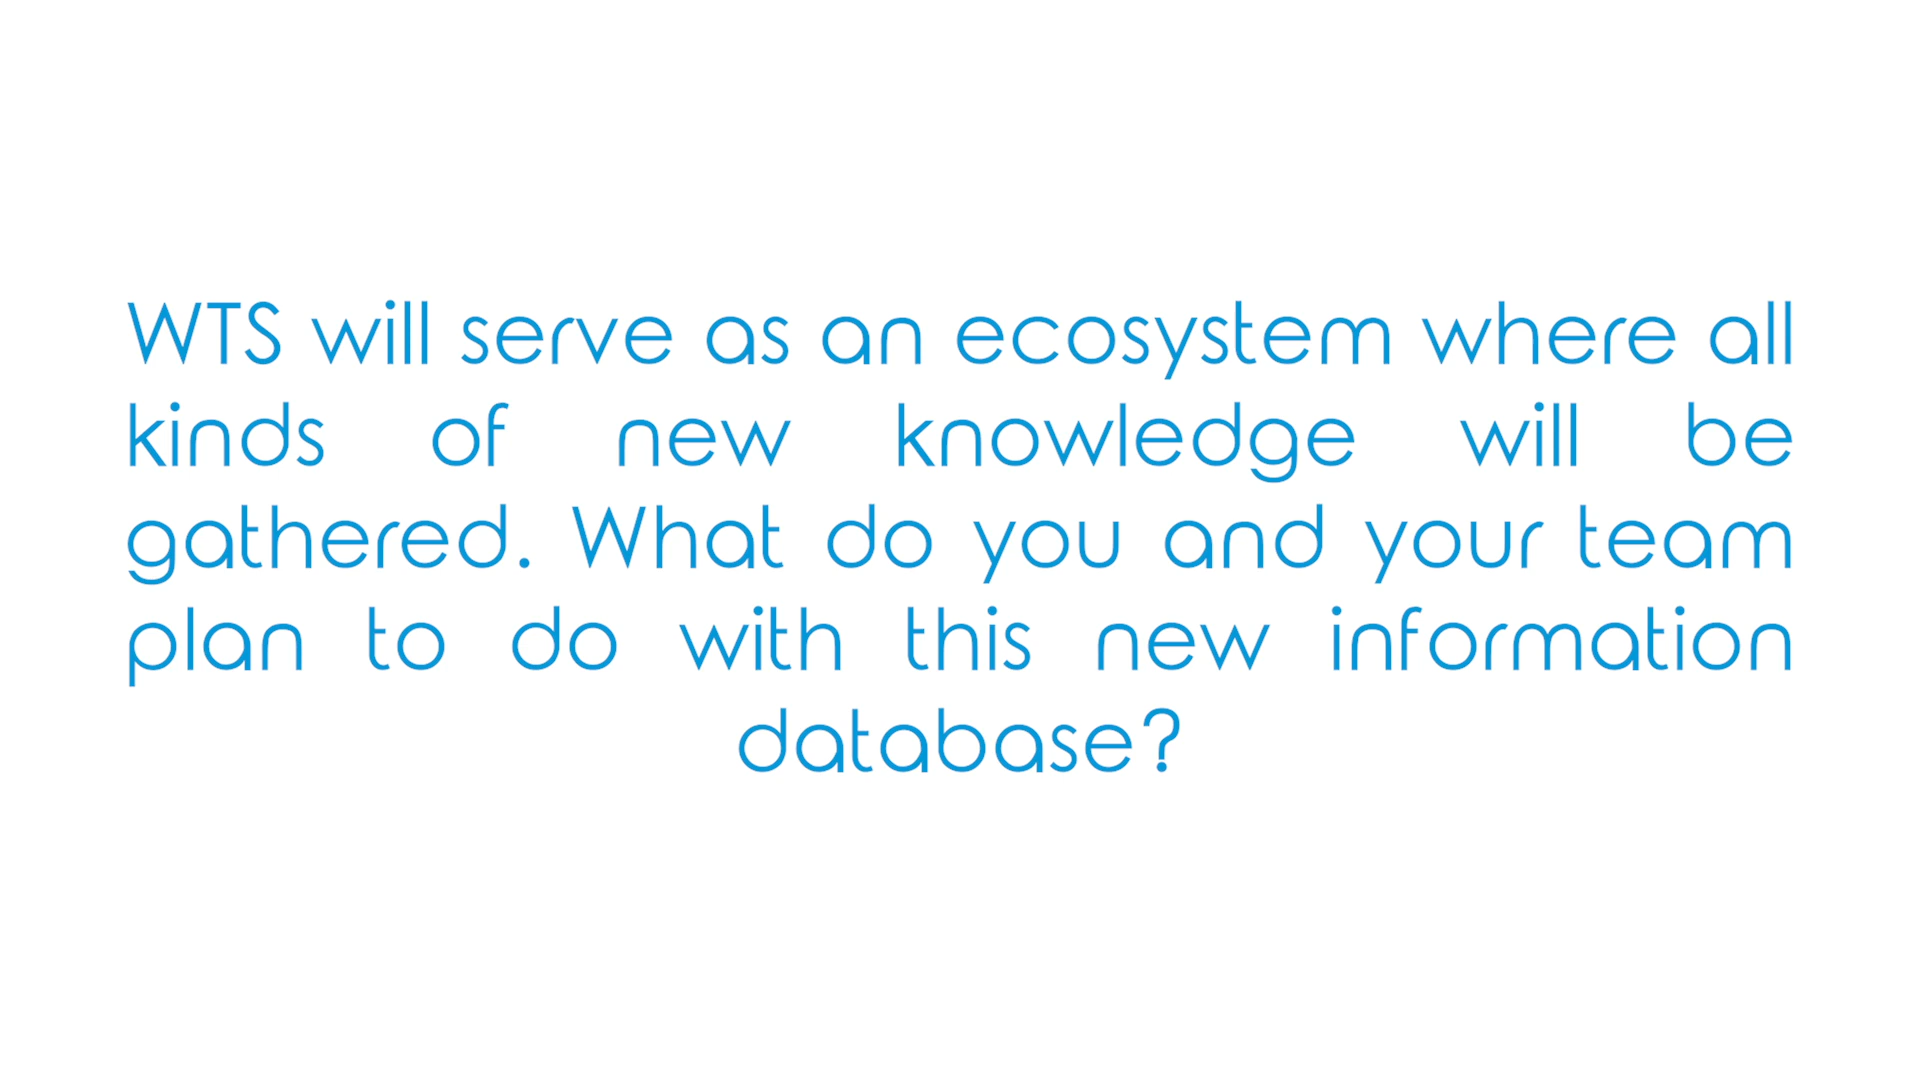 WTS will serve as an ecosystem where all
kinds of new knowledge will be
gathered. What do you and your team
plan to do with this new information
database?